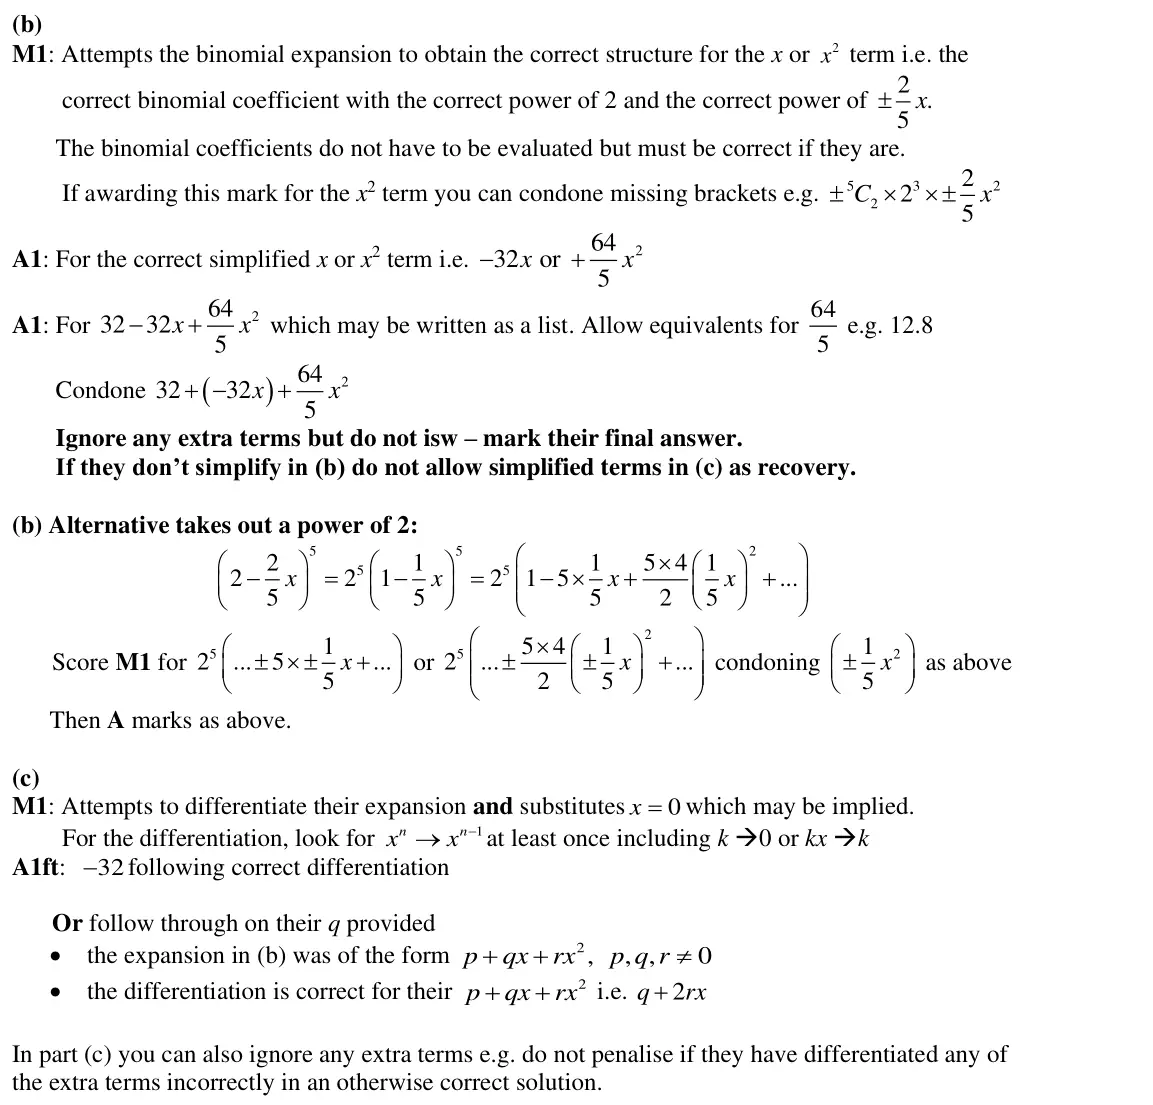 (b)
M1: Attempts the binomial expansion to obtain the correct structure for the x or x² term i.e. the
correct binomial coefficient with the correct power of 2 and the correct power of ±2/5 x.
The binomial coefficients do not have to be evaluated but must be correct if they are.
If awarding this mark for the x² term you can condone missing brackets e.g. ±⁵C₂ × 2³ × ±2/5 x²
A1: For the correct simplified x or x² term i.e. −32x or +64/5 x²
A1: For 32 − 32x + 64/5 x² which may be written as a list. Allow equivalents for 64/5 e.g. 12.8
Condone 32 + (−32x) + 64/5 x²
Ignore any extra terms but do not isw – mark their final answer.
If they don’t simplify in (b) do not allow simplified terms in (c) as recovery.
(b) Alternative takes out a power of 2:
(2 − 2/5 x)⁵ = 2⁵(1 − 1/5 x)⁵ = 2⁵(1 − 5 × 1/5 x + (5×4)/2 (1/5 x)² + ...)
Score M1 for 2⁵(... ± 5 × ±1/5 x + ...) or 2⁵(... ± (5×4)/2 (±1/5 x)² + ...) condoning (±1/5 x²) as above
Then A marks as above.
(c)
M1: Attempts to differentiate their expansion and substitutes x = 0 which may be implied.
For the differentiation, look for xⁿ → xⁿ⁻¹ at least once including k →0 or kx →k
A1ft: −32 following correct differentiation
Or follow through on their q provided
• the expansion in (b) was of the form p + qx + rx², p,q,r ≠ 0
• the differentiation is correct for their p + qx + rx² i.e. q + 2rx
In part (c) you can also ignore any extra terms e.g. do not penalise if they have differentiated any of
the extra terms incorrectly in an otherwise correct solution.